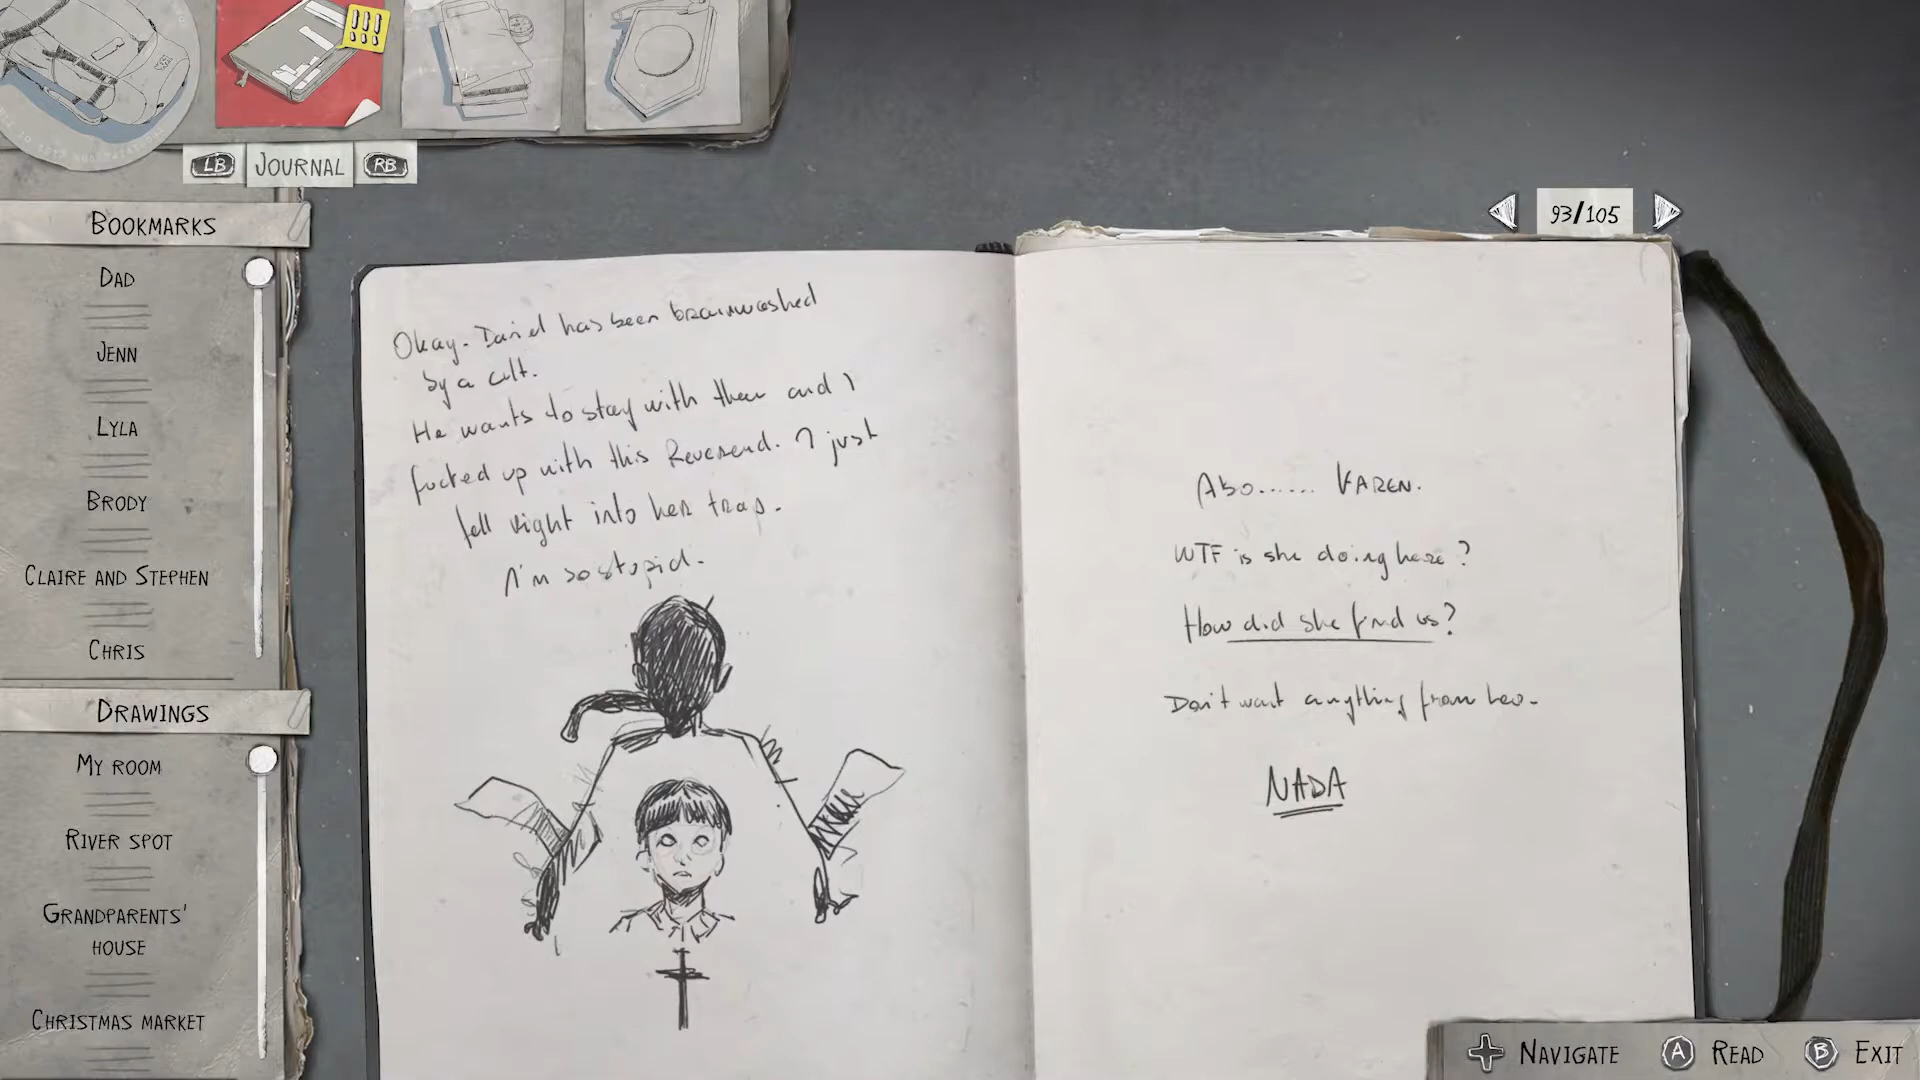 LB JOURNAL RB
BOOKMARKS
DAD
JENN
LYLA
BRODY
CLAIRE AND STEPHEN
CHRIS
DRAWINGS
MY ROOM
RIVER SPOT
GRANDPARENTS'
HOUSE
CHRISTMAS MARKET
93/105
Okay. Daniel has been brainwashed
by a cult.
He wants to stay with them and I
fucked up with this Reverend. I just
fell right into her trap.
I'm so stupid.
Also...... KAREN.
WTF is she doing here?
How did she find us?
Don't want anything from her.
NADA
NAVIGATE A READ B EXIT